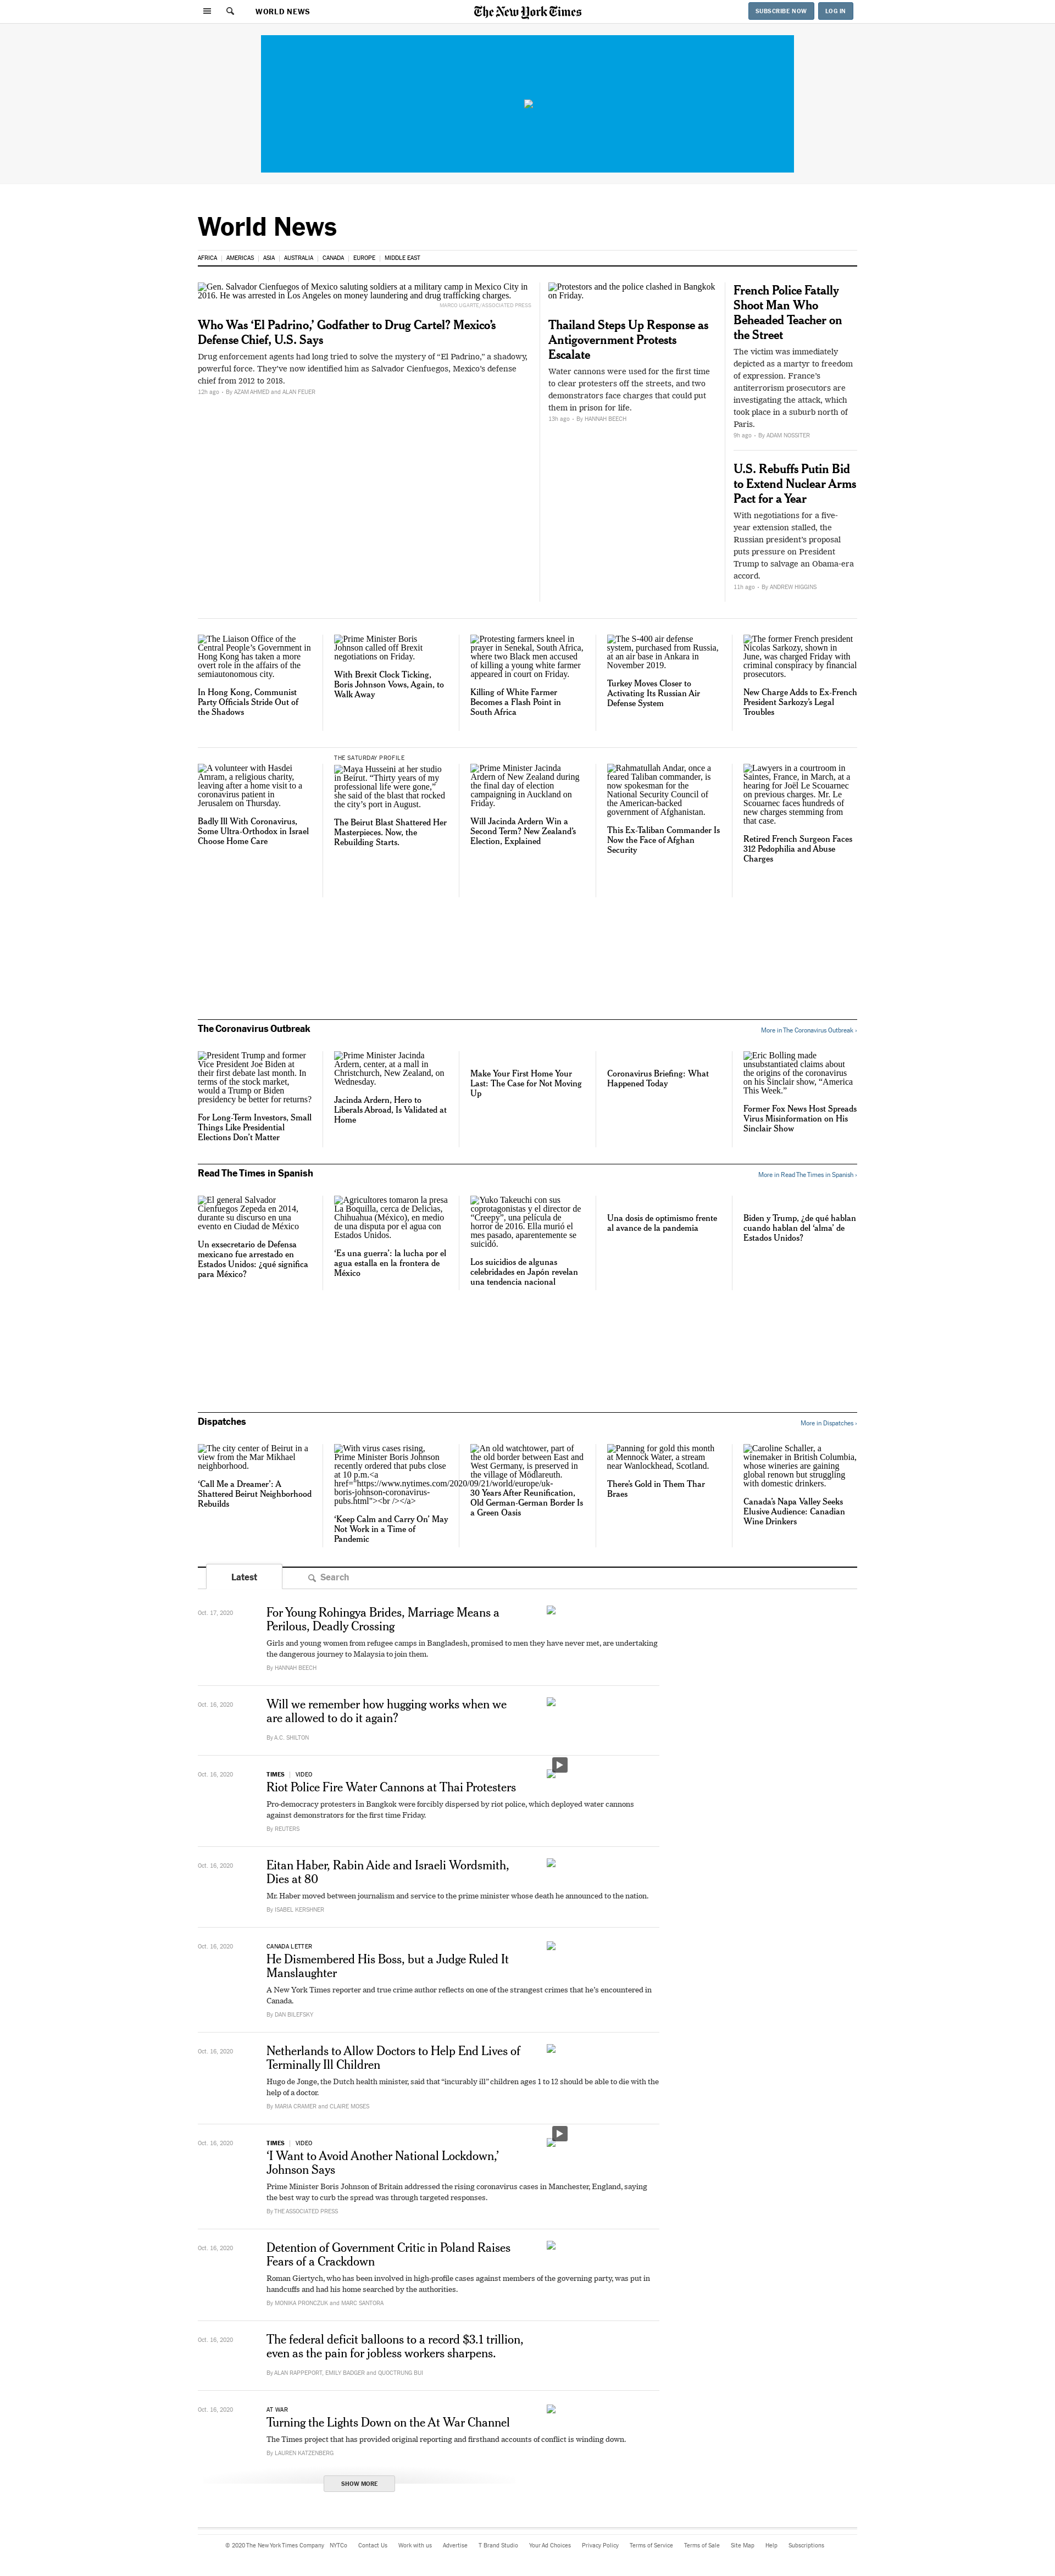 WORLD NEWS
The New York Times
SUBSCRIBE NOW
LOG IN
World News
AFRICA
AMERICAS
ASIA
AUSTRALIA
CANADA
EUROPE
MIDDLE EAST
Gen. Salvador Cienfuegos of Mexico saluting soldiers at a military camp in Mexico City in
2016. He was arrested in Los Angeles on money laundering and drug trafficking charges.
MARCO UGARTE/ASSOCIATED PRESS
Who Was ‘El Padrino,’ Godfather to Drug Cartel? Mexico’s
Defense Chief, U.S. Says
Drug enforcement agents had long tried to solve the mystery of “El Padrino,” a shadowy,
powerful force. They’ve now identified him as Salvador Cienfuegos, Mexico’s defense
chief from 2012 to 2018.
12h ago - By AZAM AHMED and ALAN FEUER
Protestors and the police clashed in Bangkok
on Friday.
Thailand Steps Up Response as
Antigovernment Protests
Escalate
Water cannons were used for the first time
to clear protesters off the streets, and two
demonstrators face charges that could put
them in prison for life.
13h ago - By HANNAH BEECH
French Police Fatally
Shoot Man Who
Beheaded Teacher on
the Street
The victim was immediately
depicted as a martyr to freedom
of expression. France’s
antiterrorism prosecutors are
investigating the attack, which
took place in a suburb north of
Paris.
9h ago - By ADAM NOSSITER
U.S. Rebuffs Putin Bid
to Extend Nuclear Arms
Pact for a Year
With negotiations for a five-
year extension stalled, the
Russian president’s proposal
puts pressure on President
Trump to salvage an Obama-era
accord.
11h ago - By ANDREW HIGGINS
The Liaison Office of the
Central People’s Government in
Hong Kong has taken a more
overt role in the affairs of the
semiautonomous city.
In Hong Kong, Communist
Party Officials Stride Out of
the Shadows
Prime Minister Boris
Johnson called off Brexit
negotiations on Friday.
With Brexit Clock Ticking,
Boris Johnson Vows, Again, to
Walk Away
Protesting farmers kneel in
prayer in Senekal, South Africa,
where two Black men accused
of killing a young white farmer
appeared in court on Friday.
Killing of White Farmer
Becomes a Flash Point in
South Africa
The S-400 air defense
system, purchased from Russia,
at an air base in Ankara in
November 2019.
Turkey Moves Closer to
Activating Its Russian Air
Defense System
The former French president
Nicolas Sarkozy, shown in
June, was charged Friday with
criminal conspiracy by financial
prosecutors.
New Charge Adds to Ex-French
President Sarkozy’s Legal
Troubles
A volunteer with Hasdei
Amram, a religious charity,
leaving after a home visit to a
coronavirus patient in
Jerusalem on Thursday.
Badly Ill With Coronavirus,
Some Ultra-Orthodox in Israel
Choose Home Care
THE SATURDAY PROFILE
Maya Husseini at her studio
in Beirut. “Thirty years of my
professional life were gone,”
she said of the blast that rocked
the city’s port in August.
The Beirut Blast Shattered Her
Masterpieces. Now, the
Rebuilding Starts.
Prime Minister Jacinda
Ardern of New Zealand during
the final day of election
campaigning in Auckland on
Friday.
Will Jacinda Ardern Win a
Second Term? New Zealand’s
Election, Explained
Rahmatullah Andar, once a
feared Taliban commander, is
now spokesman for the
National Security Council of
the American-backed
government of Afghanistan.
This Ex-Taliban Commander Is
Now the Face of Afghan
Security
Lawyers in a courtroom in
Saintes, France, in March, at a
hearing for Joël Le Scouarnec
on previous charges. Mr. Le
Scouarnec faces hundreds of
new charges stemming from
that case.
Retired French Surgeon Faces
312 Pedophilia and Abuse
Charges
The Coronavirus Outbreak
More in The Coronavirus Outbreak ›
President Trump and former
Vice President Joe Biden at
their first debate last month. In
terms of the stock market,
would a Trump or Biden
presidency be better for returns?
For Long-Term Investors, Small
Things Like Presidential
Elections Don’t Matter
Prime Minister Jacinda
Ardern, center, at a mall in
Christchurch, New Zealand, on
Wednesday.
Jacinda Ardern, Hero to
Liberals Abroad, Is Validated at
Home
Make Your First Home Your
Last: The Case for Not Moving
Up
Coronavirus Briefing: What
Happened Today
Eric Bolling made
unsubstantiated claims about
the origins of the coronavirus
on his Sinclair show, “America
This Week.”
Former Fox News Host Spreads
Virus Misinformation on His
Sinclair Show
Read The Times in Spanish
More in Read The Times in Spanish ›
El general Salvador
Cienfuegos Zepeda en 2014,
durante su discurso en una
evento en Ciudad de México
Un exsecretario de Defensa
mexicano fue arrestado en
Estados Unidos: ¿qué significa
para México?
Agricultores tomaron la presa
La Boquilla, cerca de Delicias,
Chihuahua (México), en medio
de una disputa por el agua con
Estados Unidos.
‘Es una guerra’: la lucha por el
agua estalla en la frontera de
México
Yuko Takeuchi con sus
coprotagonistas y el director de
“Creepy”, una película de
horror de 2016. Ella murió el
mes pasado, aparentemente se
suicidó.
Los suicidios de algunas
celebridades en Japón revelan
una tendencia nacional
Una dosis de optimismo frente
al avance de la pandemia
Biden y Trump, ¿de qué hablan
cuando hablan del ‘alma’ de
Estados Unidos?
Dispatches
More in Dispatches ›
The city center of Beirut in a
view from the Mar Mikhael
neighborhood.
‘Call Me a Dreamer’: A
Shattered Beirut Neighborhood
Rebuilds
With virus cases rising,
Prime Minister Boris Johnson
recently ordered that pubs close
at 10 p.m.<a
href="https://www.nytimes.com/2020/09/21/world/europe/uk-
boris-johnson-coronavirus-
pubs.html"><br /></a>
‘Keep Calm and Carry On’ May
Not Work in a Time of
Pandemic
An old watchtower, part of
the old border between East and
West Germany, is preserved in
the village of Mödlareuth.
30 Years After Reunification,
Old German-German Border Is
a Green Oasis
Panning for gold this month
at Mennock Water, a stream
near Wanlockhead, Scotland.
There’s Gold in Them Thar
Braes
Caroline Schaller, a
winemaker in British Columbia,
whose wineries are gaining
global renown but struggling
with domestic drinkers.
Canada’s Napa Valley Seeks
Elusive Audience: Canadian
Wine Drinkers
Latest
Search
Oct. 17, 2020
For Young Rohingya Brides, Marriage Means a
Perilous, Deadly Crossing
Girls and young women from refugee camps in Bangladesh, promised to men they have never met, are undertaking
the dangerous journey to Malaysia to join them.
By HANNAH BEECH
Oct. 16, 2020
Will we remember how hugging works when we
are allowed to do it again?
By A.C. SHILTON
Oct. 16, 2020
TIMES | VIDEO
Riot Police Fire Water Cannons at Thai Protesters
Pro-democracy protesters in Bangkok were forcibly dispersed by riot police, which deployed water cannons
against demonstrators for the first time Friday.
By REUTERS
Oct. 16, 2020
Eitan Haber, Rabin Aide and Israeli Wordsmith,
Dies at 80
Mr. Haber moved between journalism and service to the prime minister whose death he announced to the nation.
By ISABEL KERSHNER
Oct. 16, 2020
CANADA LETTER
He Dismembered His Boss, but a Judge Ruled It
Manslaughter
A New York Times reporter and true crime author reflects on one of the strangest crimes that he’s encountered in
Canada.
By DAN BILEFSKY
Oct. 16, 2020
Netherlands to Allow Doctors to Help End Lives of
Terminally Ill Children
Hugo de Jonge, the Dutch health minister, said that “incurably ill” children ages 1 to 12 should be able to die with the
help of a doctor.
By MARIA CRAMER and CLAIRE MOSES
Oct. 16, 2020
TIMES | VIDEO
‘I Want to Avoid Another National Lockdown,’
Johnson Says
Prime Minister Boris Johnson of Britain addressed the rising coronavirus cases in Manchester, England, saying
the best way to curb the spread was through targeted responses.
By THE ASSOCIATED PRESS
Oct. 16, 2020
Detention of Government Critic in Poland Raises
Fears of a Crackdown
Roman Giertych, who has been involved in high-profile cases against members of the governing party, was put in
handcuffs and had his home searched by the authorities.
By MONIKA PRONCZUK and MARC SANTORA
Oct. 16, 2020
The federal deficit balloons to a record $3.1 trillion,
even as the pain for jobless workers sharpens.
By ALAN RAPPEPORT, EMILY BADGER and QUOCTRUNG BUI
Oct. 16, 2020
AT WAR
Turning the Lights Down on the At War Channel
The Times project that has provided original reporting and firsthand accounts of conflict is winding down.
By LAUREN KATZENBERG
SHOW MORE
© 2020 The New York Times Company
NYTCo
Contact Us
Work with us
Advertise
T Brand Studio
Your Ad Choices
Privacy Policy
Terms of Service
Terms of Sale
Site Map
Help
Subscriptions